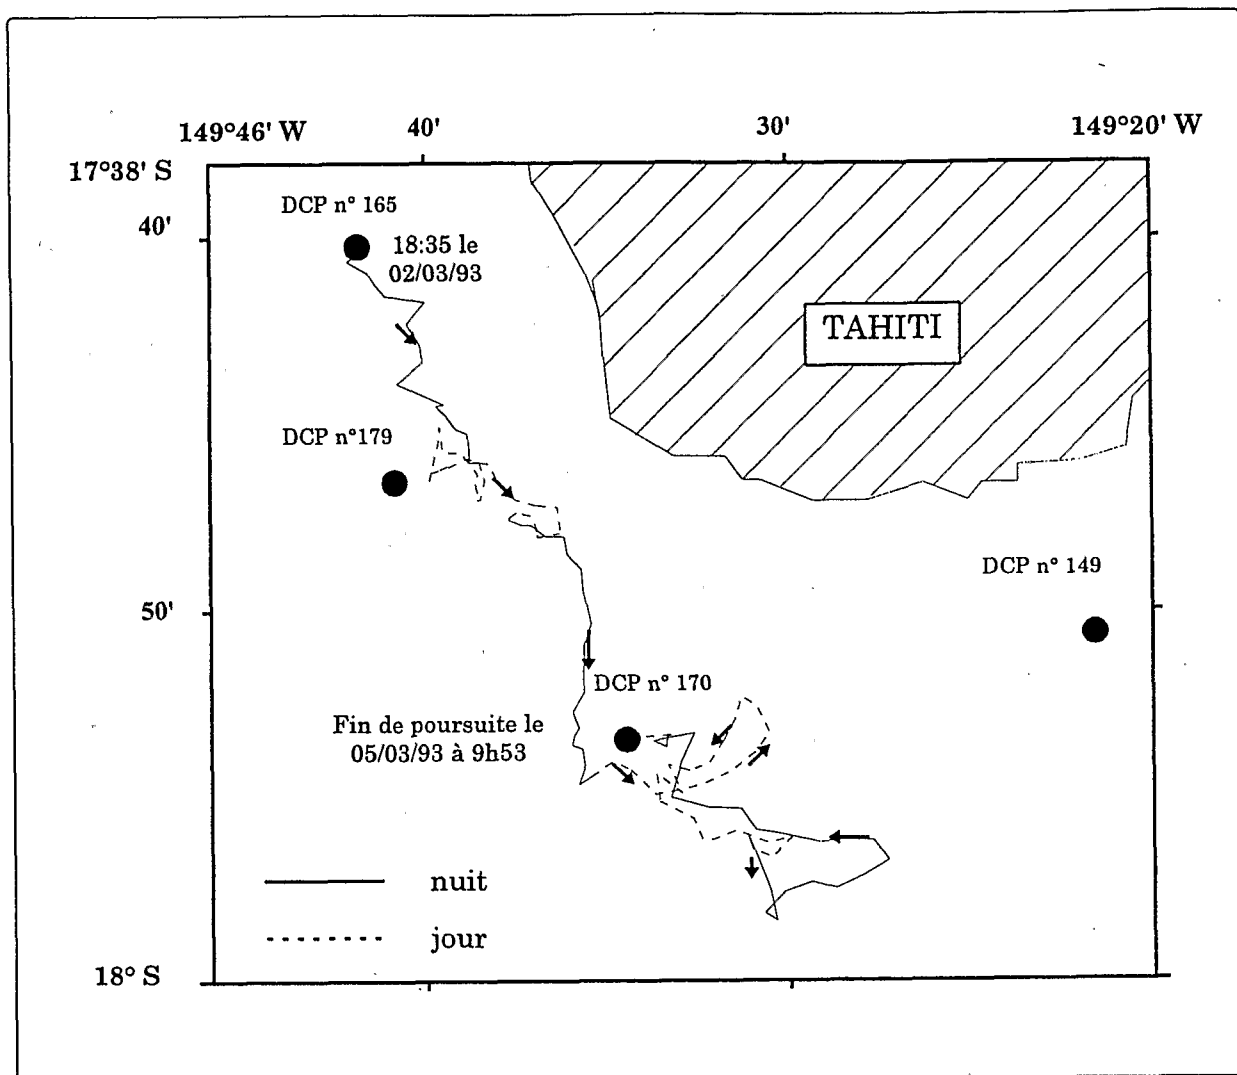 149°46' W
40'
30'
149°20' W
17°38' S
DCP n° 165
40'
18:35 le
02/03/93
TAHITI
DCP n°179
DCP n° 149
50'
DCP n° 170
Fin de poursuite le
05/03/93 à 9h53
nuit
jour
18° S